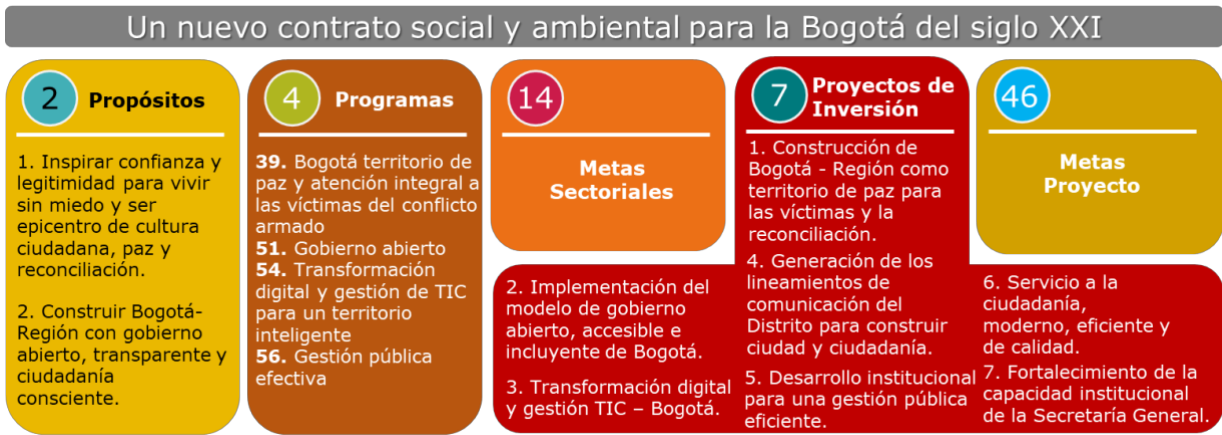 Un nuevo contrato social y ambiental para la Bogotá del siglo XXI
2
Propósitos
1. Inspirar confianza y
legitimidad para vivir
sin miedo y ser
epicentro de cultura
ciudadana, paz y
reconciliación.
2. Construir Bogotá-
Región con gobierno
abierto, transparente y
ciudadanía
consciente.
4
Programas
39. Bogotá territorio de
paz y atención integral a
las víctimas del conflicto
armado
51. Gobierno abierto
54. Transformación
digital y gestión de TIC
para un territorio
inteligente
56. Gestión pública
efectiva
14
Metas
Sectoriales
7
Proyectos de
Inversión
1. Construcción de
Bogotá - Región como
territorio de paz para
las víctimas y la
reconciliación.
2. Implementación del
modelo de gobierno
abierto, accesible e
incluyente de Bogotá.
3. Transformación digital
y gestión TIC – Bogotá.
4. Generación de los
lineamientos de
comunicación del
Distrito para construir
ciudad y ciudadanía.
5. Desarrollo institucional
para una gestión pública
eficiente.
6. Servicio a la
ciudadanía,
moderno, eficiente y
de calidad.
7. Fortalecimiento de la
capacidad institucional
de la Secretaría General.
46
Metas
Proyecto